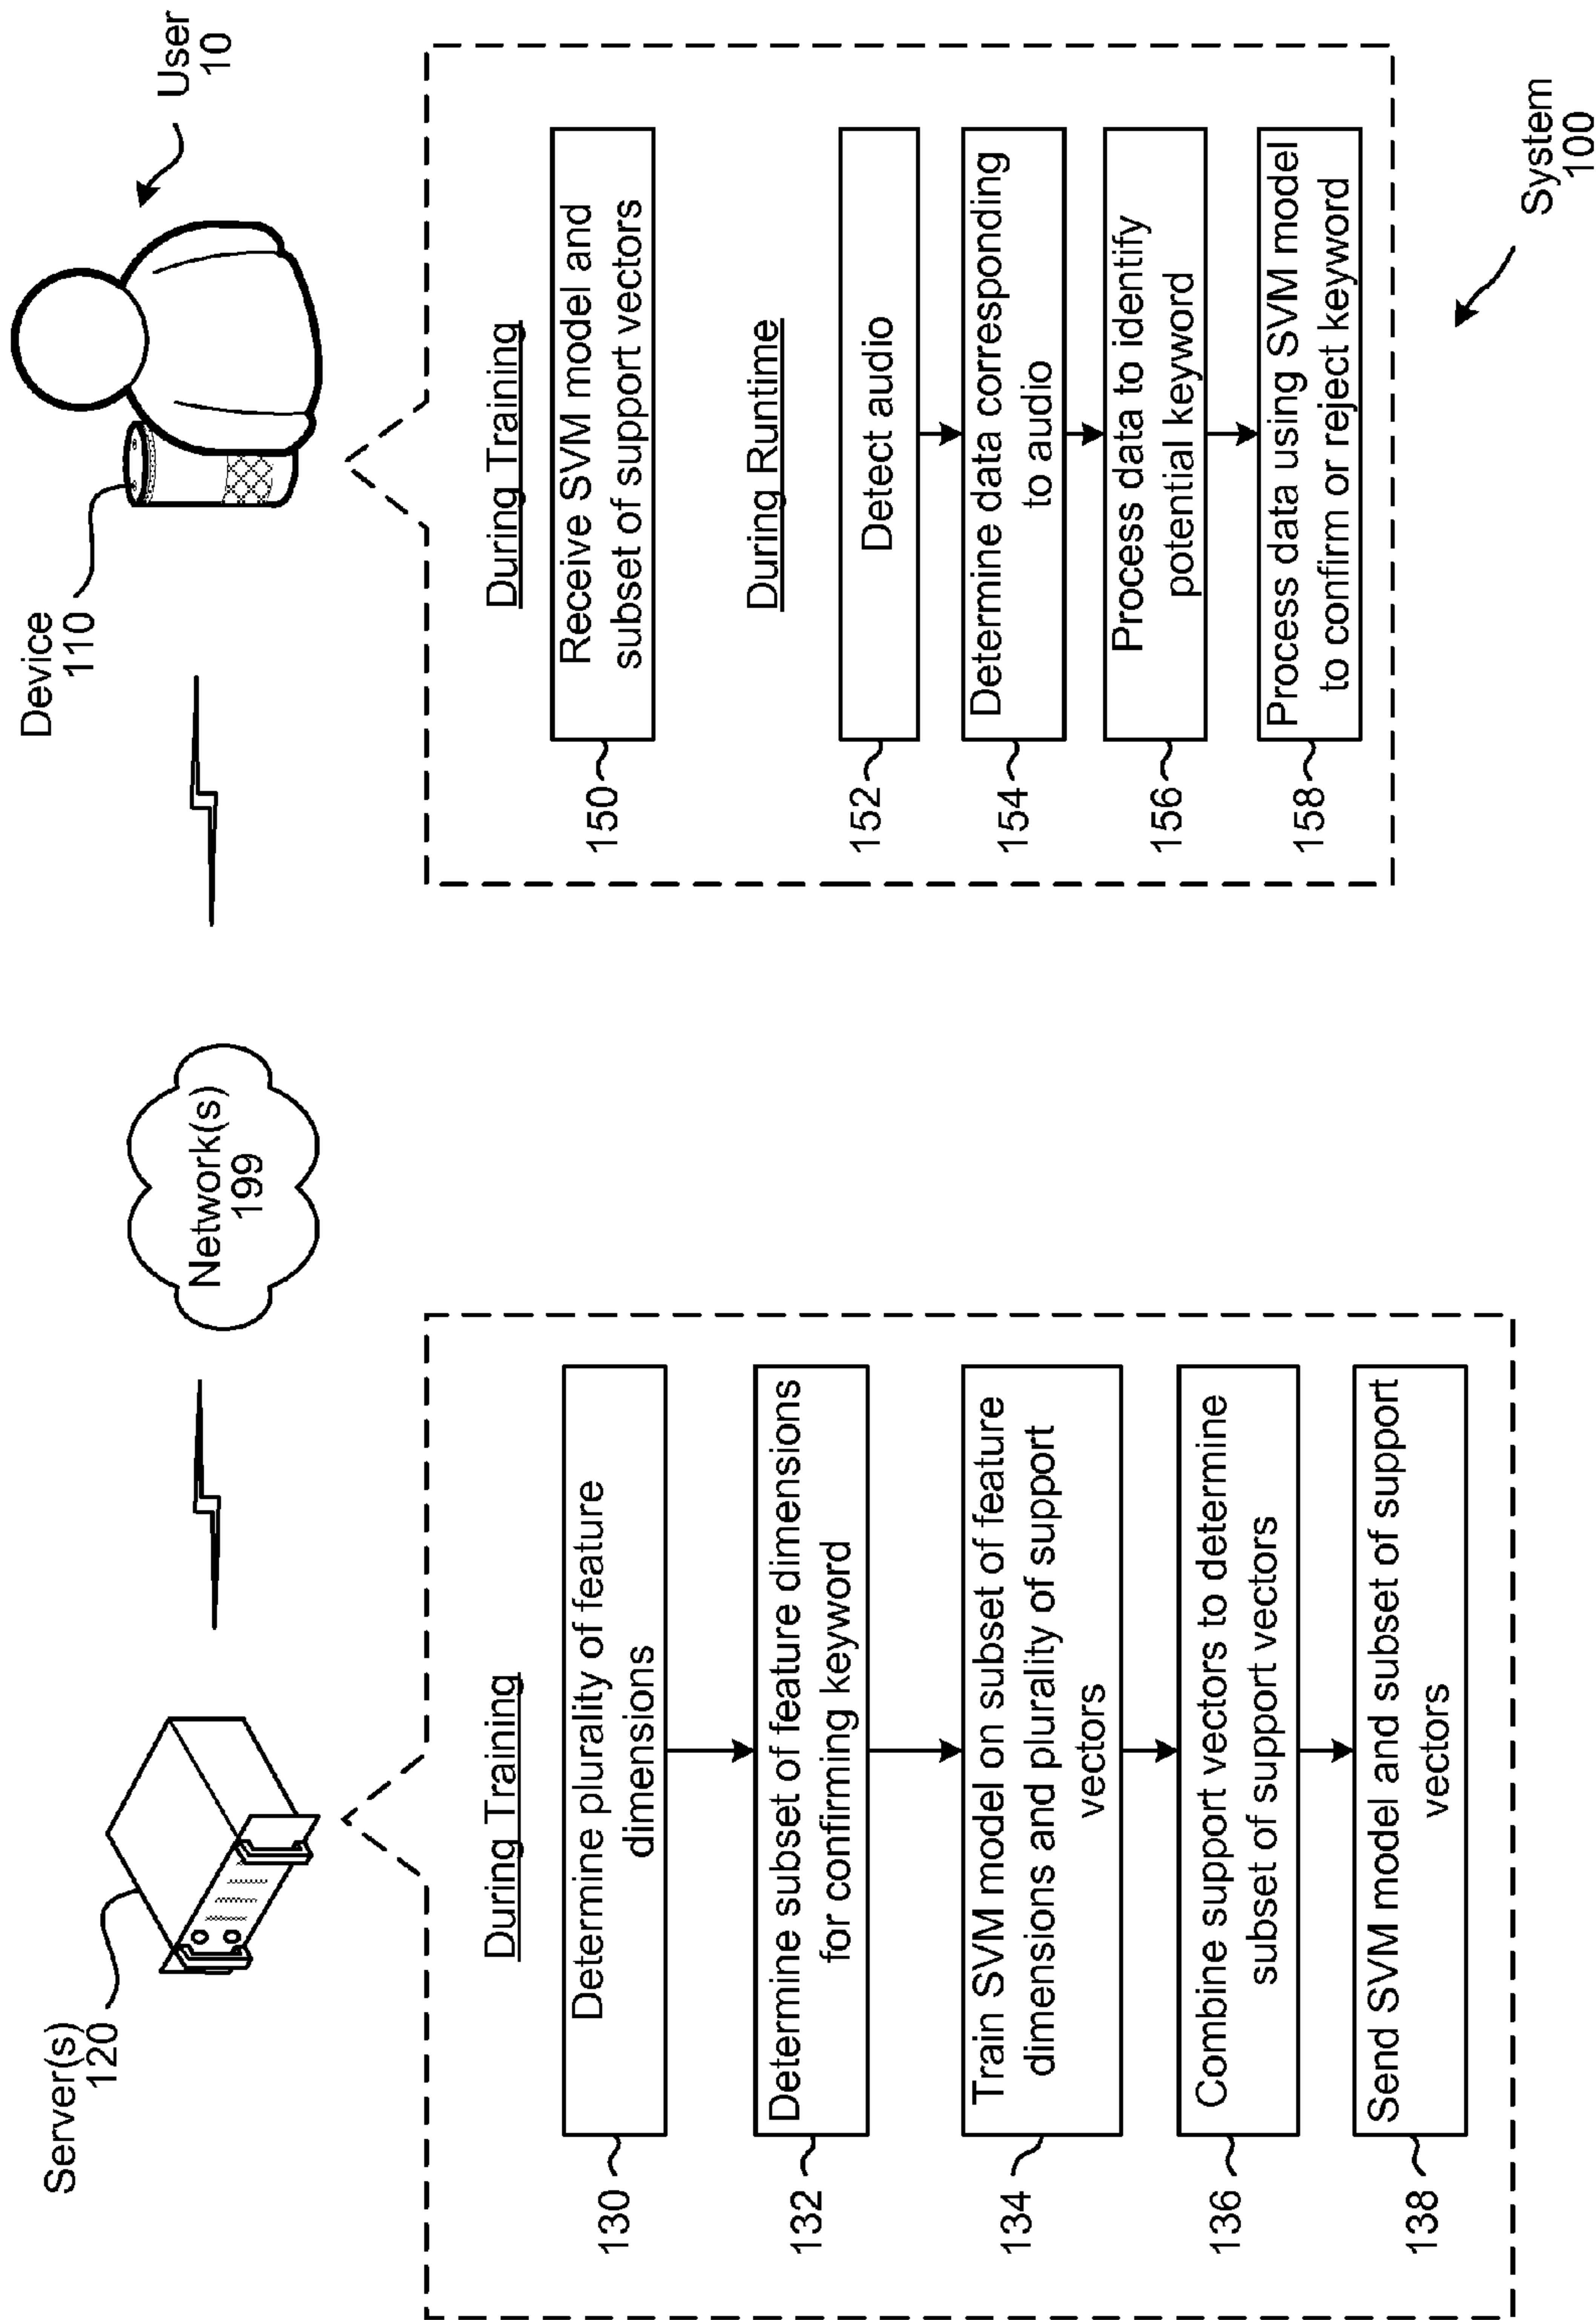 Server(s)
120
Network(s)
199
Device
110
User
10
During Training
130
Determine plurality of feature
dimensions
132
Determine subset of feature dimensions
for confirming keyword
134
Train SVM model on subset of feature
dimensions and plurality of support
vectors
136
Combine support vectors to determine
subset of support vectors
138
Send SVM model and subset of support
vectors
During Training
150
Receive SVM model and
subset of support vectors
During Runtime
152
Detect audio
154
Determine data corresponding
to audio
156
Process data to identify
potential keyword
158
Process data using SVM model
to confirm or reject keyword
System
100